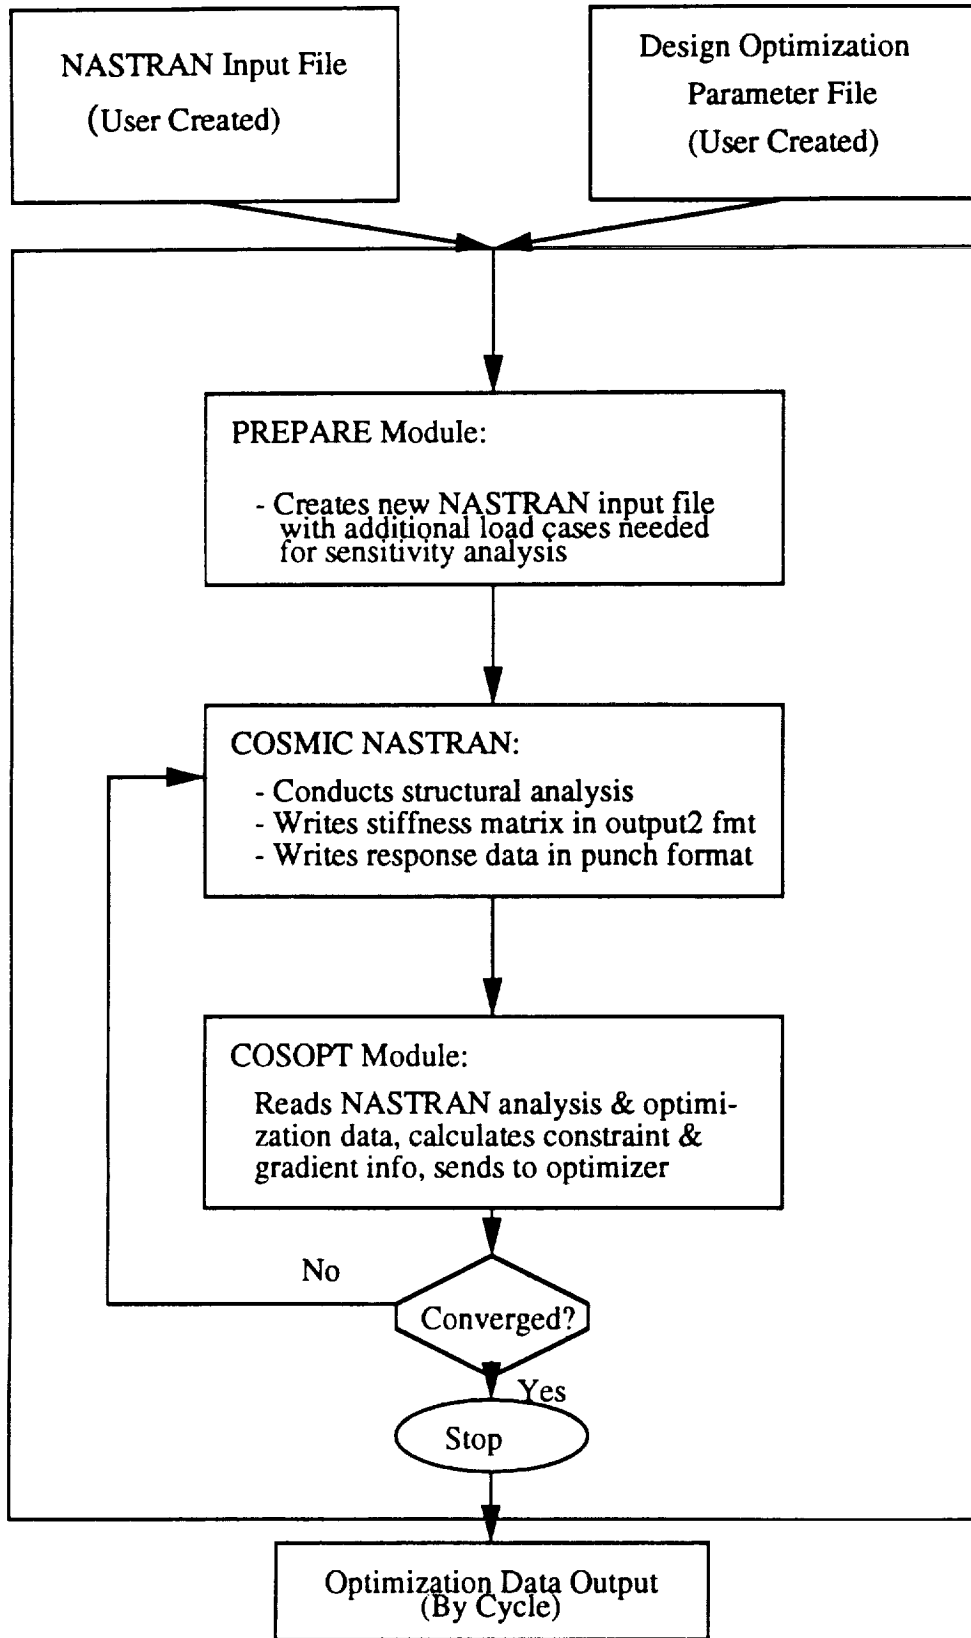 NASTRAN Input File
(User Created)
Design Optimization
Parameter File
(User Created)
PREPARE Module:
- Creates new NASTRAN input file
with additional load cases needed
for sensitivity analysis
COSMIC NASTRAN:
- Conducts structural analysis
- Writes stiffness matrix in output2 fmt
- Writes response data in punch format
COSOPT Module:
Reads NASTRAN analysis & optimi-
zation data, calculates constraint &
gradient info, sends to optimizer
No
Converged?
Yes
Stop
Optimization Data Output
(By Cycle)